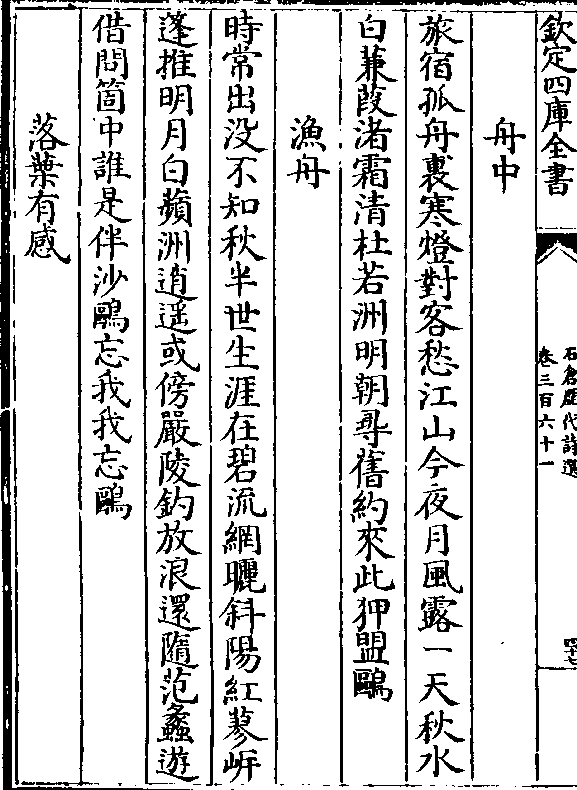 欽定四庫全書
石倉歷代詩選
卷三百六十一
四十七
舟中
旅宿孤舟裏寒燈對客愁江山今夜月風露一天秋水
白蒹葭渚霜清杜若洲明朝尋舊約來此狎盟鷗
漁舟
時常出没不知秋半世生涯在碧流網曬斜陽紅蓼㟁
蓬推明月白蘋洲逍遥或傍嚴陵釣放浪還隨范蠡遊
借問箇中誰是伴沙鷗忘我我忘鷗
落葉有感